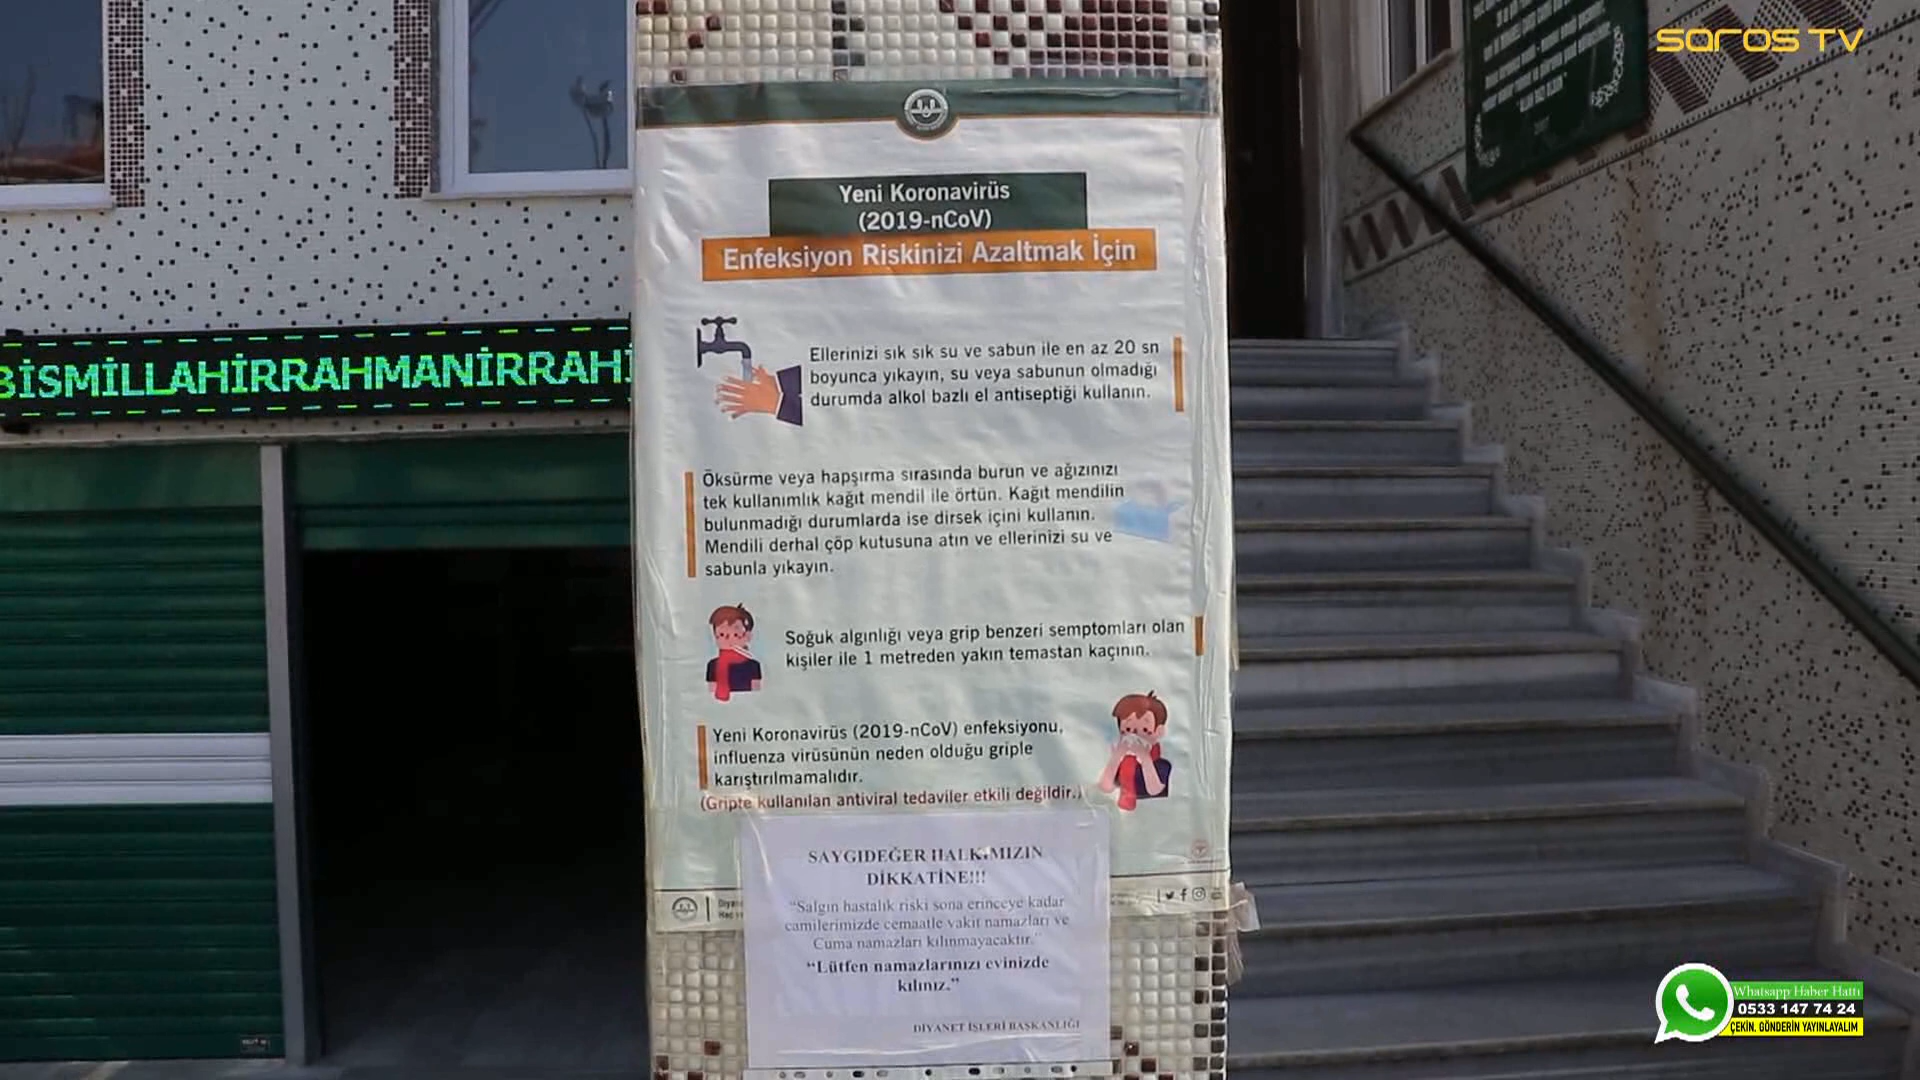 saros TV
BİSMİLLAHİRRAHMANİRRAHİ
Yeni Koronavirüs
(2019-nCoV)
Enfeksiyon Riskinizi Azaltmak İçin
Ellerinizi sık sık su ve sabun ile en az 20 sn
boyunca yıkayın, su veya sabunun olmadığı
durumda alkol bazlı el antiseptiği kullanın.
Öksürme veya hapşırma sırasında burun ve ağızınızı
tek kullanımlık kağıt mendil ile örtün. Kağıt mendilin
bulunmadığı durumlarda ise dirsek içini kullanın.
Mendili derhal çöp kutusuna atın ve ellerinizi su ve
sabunla yıkayın.
Soğuk algınlığı veya grip benzeri semptomları olan
kişiler ile 1 metreden yakın temastan kaçının.
Yeni Koronavirüs (2019-nCoV) enfeksiyonu,
influenza virüsünün neden olduğu griple
karıştırılmamalıdır.
(Gripte kullanılan antiviral tedaviler etkili değildir.)
SAYGIDEĞER HALKIMIZIN
DİKKATİNE!!!
"Salgın hastalık riski sona erinceye kadar
camilerimizde cemaatle vakit namazları ve
Cuma namazları kılınmayacaktır."
"Lütfen namazlarınızı evinizde
kılınız."
DİYANET İŞLERİ BAŞKANLIĞI
Whatsapp Haber Hattı
0533 147 74 24
ÇEKİN, GÖNDERİN YAYINLAYALIM